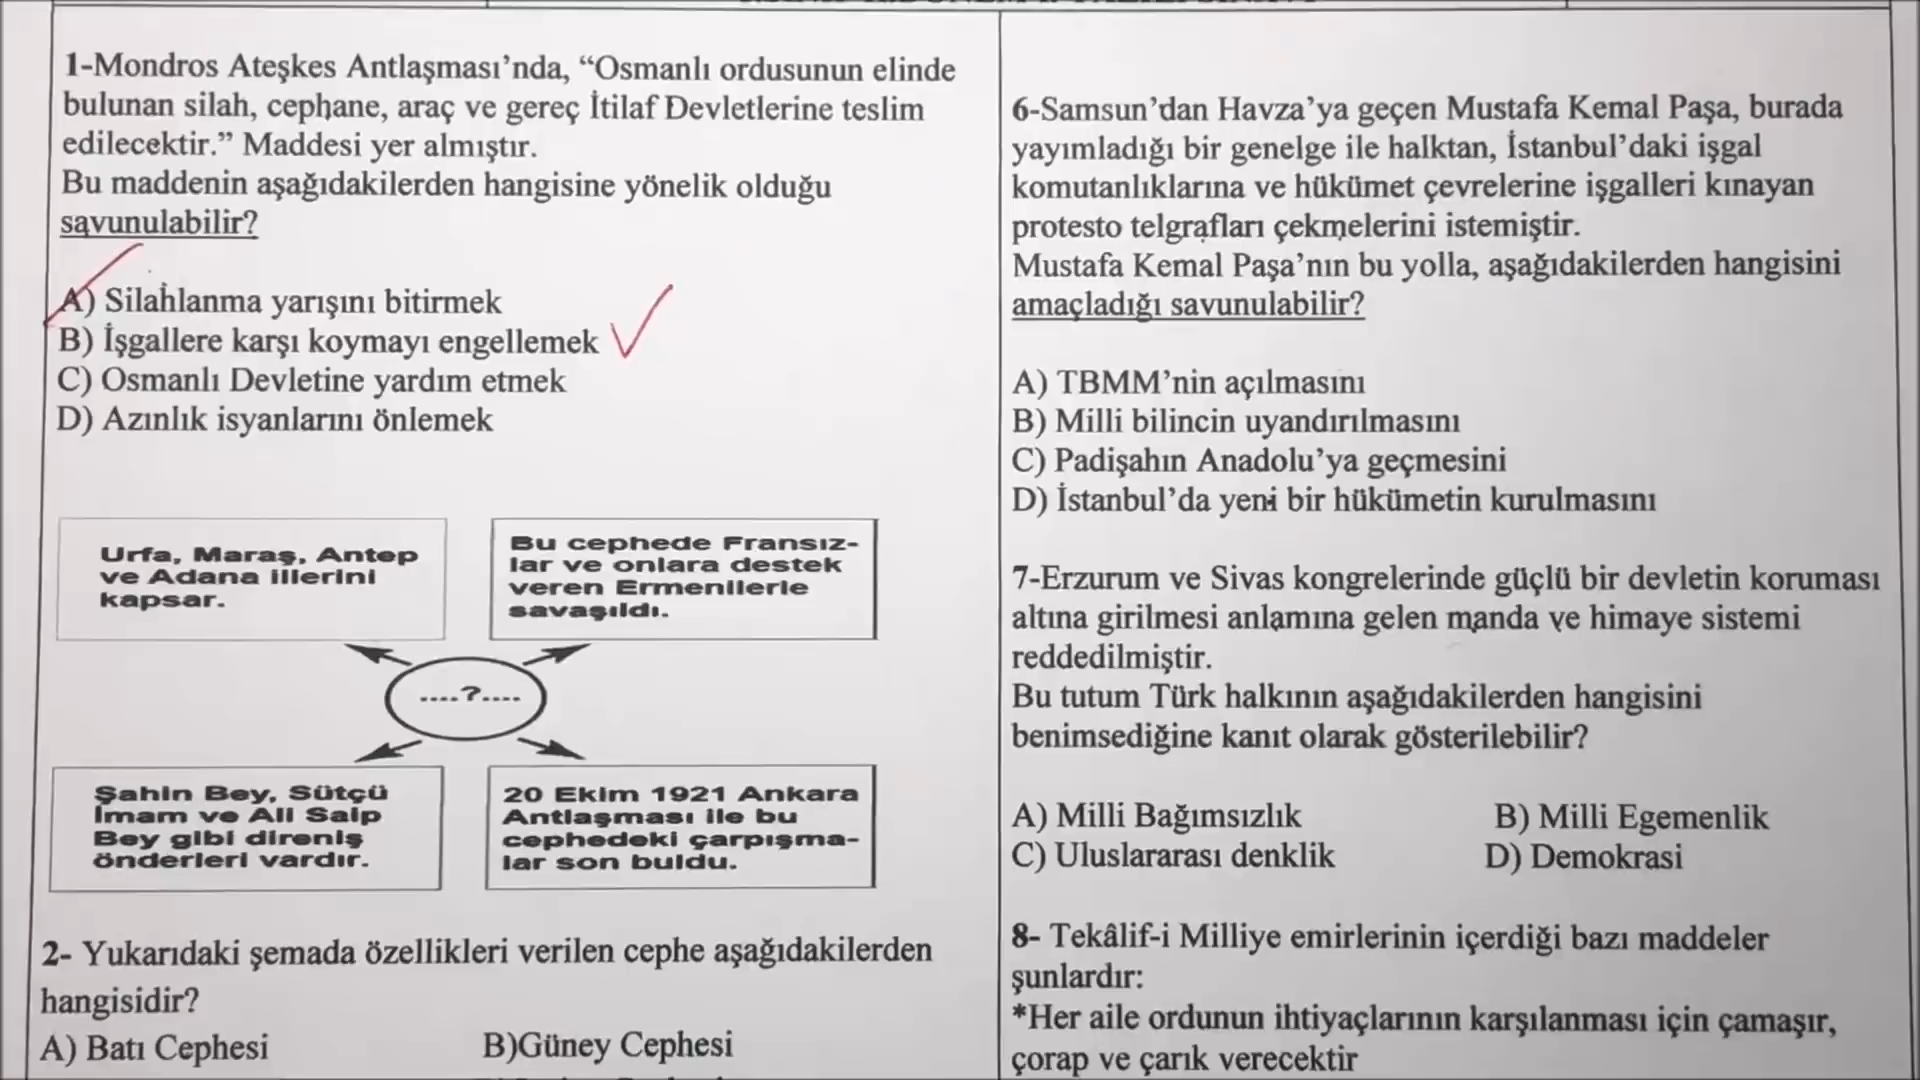 1-Mondros Ateşkes Antlaşması’nda, “Osmanlı ordusunun elinde
bulunan silah, cephane, araç ve gereç İtilaf Devletlerine teslim
edilecektir.” Maddesi yer almıştır.
Bu maddenin aşağıdakilerden hangisine yönelik olduğu
savunulabilir?
A) Silahlanma yarışını bitirmek
B) İşgallere karşı koymayı engellemek
C) Osmanlı Devletine yardım etmek
D) Azınlık isyanlarını önlemek
Urfa, Maraş, Antep
ve Adana illerini
kapsar.
Bu cephede Fransız-
lar ve onlara destek
veren Ermenilerle
savaşıldı.
....?....
Şahin Bey, Sütçü
İmam ve Ali Saip
Bey gibi direniş
önderleri vardır.
20 Ekim 1921 Ankara
Antlaşması ile bu
cephedeki çarpışma-
lar son buldu.
2- Yukarıdaki şemada özellikleri verilen cephe aşağıdakilerden
hangisidir?
A) Batı Cephesi B)Güney Cephesi
6-Samsun’dan Havza’ya geçen Mustafa Kemal Paşa, burada
yayımladığı bir genelge ile halktan, İstanbul’daki işgal
komutanlıklarına ve hükümet çevrelerine işgalleri kınayan
protesto telgrafları çekmelerini istemiştir.
Mustafa Kemal Paşa’nın bu yolla, aşağıdakilerden hangisini
amaçladığı savunulabilir?
A) TBMM’nin açılmasını
B) Milli bilincin uyandırılmasını
C) Padişahın Anadolu’ya geçmesini
D) İstanbul’da yeni bir hükümetin kurulmasını
7-Erzurum ve Sivas kongrelerinde güçlü bir devletin koruması
altına girilmesi anlamına gelen manda ve himaye sistemi
reddedilmiştir.
Bu tutum Türk halkının aşağıdakilerden hangisini
benimsediğine kanıt olarak gösterilebilir?
A) Milli Bağımsızlık B) Milli Egemenlik
C) Uluslararası denklik D) Demokrasi
8- Tekâlif-i Milliye emirlerinin içerdiği bazı maddeler
şunlardır:
*Her aile ordunun ihtiyaçlarının karşılanması için çamaşır,
çorap ve çarık verecektir